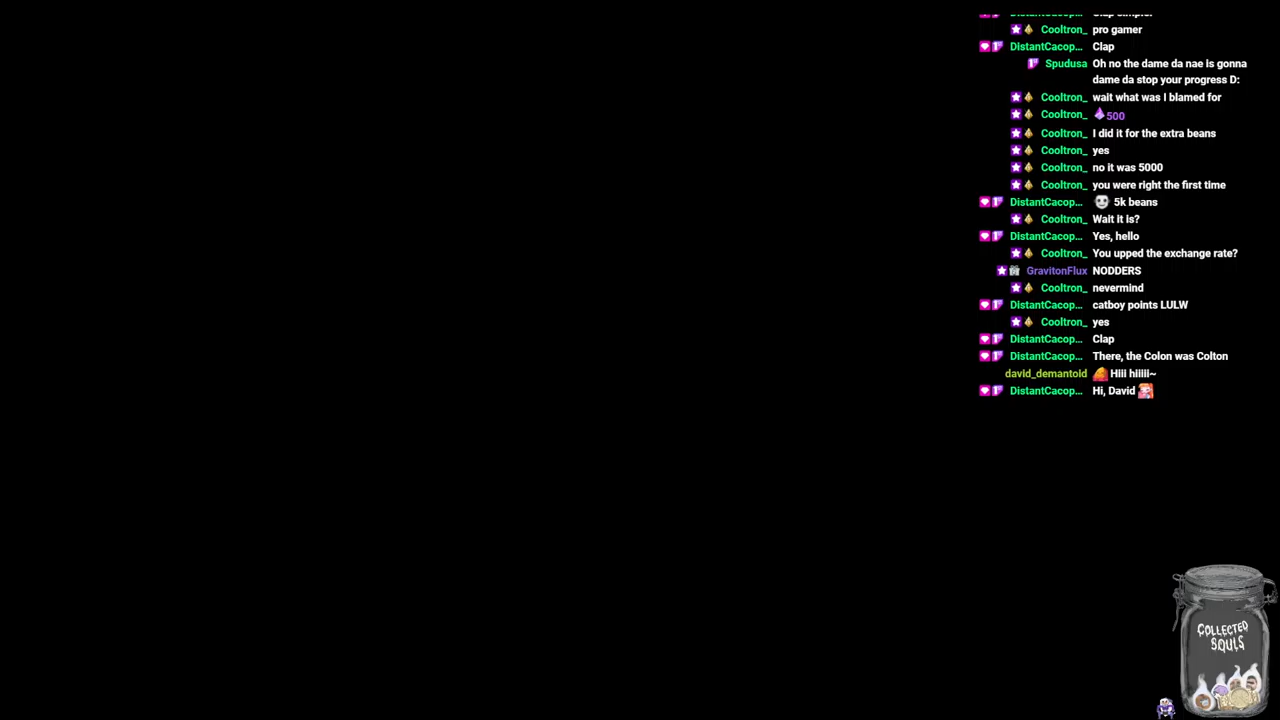 Cooltron_ pro gamer
DistantCacop... Clap
Spudusa Oh no the dame da nae is gonna
dame da stop your progress D:
Cooltron_ wait what was I blamed for
Cooltron_ 500
Cooltron_ I did it for the extra beans
Cooltron_ yes
Cooltron_ no it was 5000
Cooltron_ you were right the first time
DistantCacop... 5k beans
Cooltron_ Wait it is?
DistantCacop... Yes, hello
Cooltron_ You upped the exchange rate?
GravitonFlux NODDERS
Cooltron_ nevermind
DistantCacop... catboy points LULW
Cooltron_ yes
DistantCacop... Clap
DistantCacop... There, the Colon was Colton
david_demantoid Hiii hiiiii~
DistantCacop... Hi, David
COLLECTED
SOULS